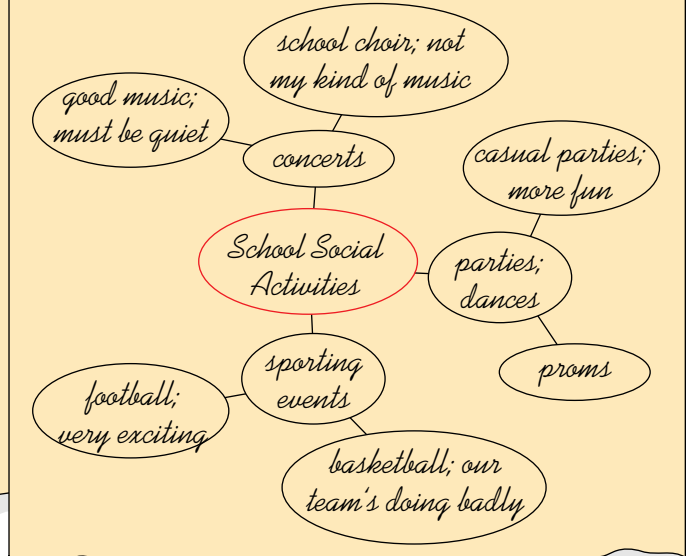 school choir; not
my kind of music
good music;
must be quiet
concerts
casual parties;
more fun
School Social
Activities
parties;
dances
proms
sporting
events
football;
very exciting
basketball; our
team's doing badly